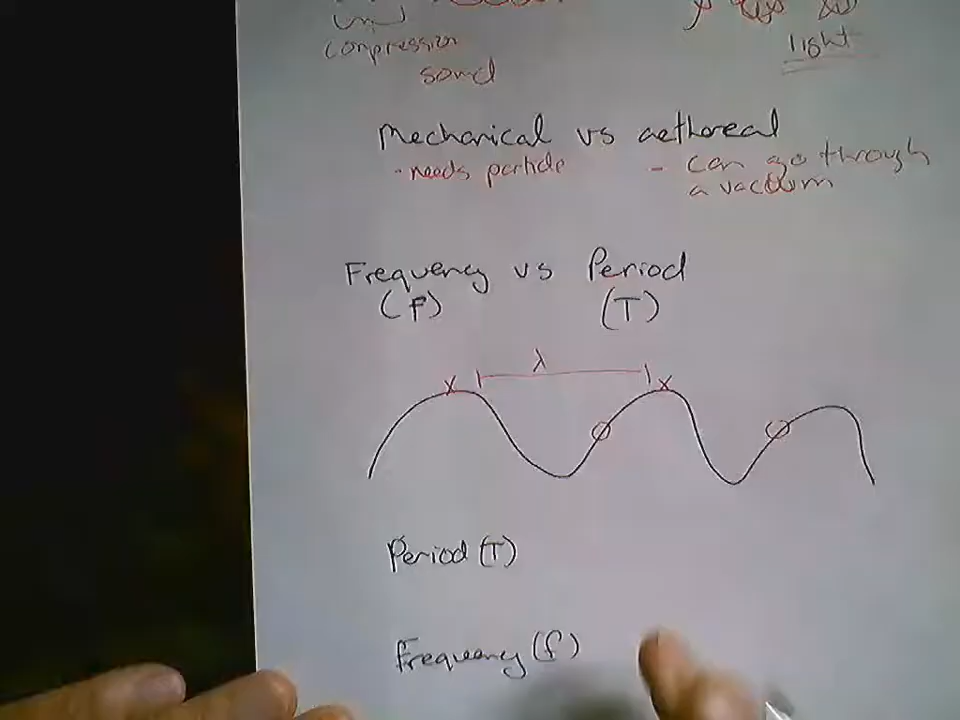 compression
sound
light
Mechanical vs aethereal
- needs particle
- can go through
a vacuum
Frequency vs Period
(F) (T)
x λ x
Period (T)
Frequency (f)